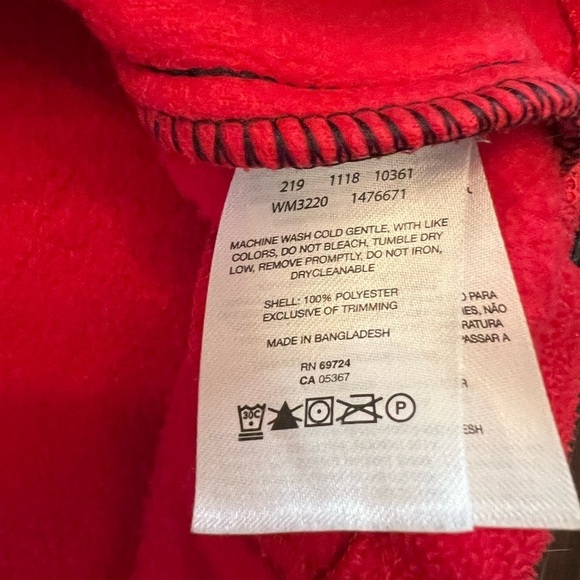 219 1118 10361
WM3220 1476671
MACHINE WASH COLD GENTLE, WITH LIKE
COLORS, DO NOT BLEACH, TUMBLE DRY
LOW, REMOVE PROMPTLY, DO NOT IRON,
DRYCLEANABLE
SHELL: 100% POLYESTER
EXCLUSIVE OF TRIMMING
MADE IN BANGLADESH
RN 69724
CA 05367
30C P
PARA
NÃO
A